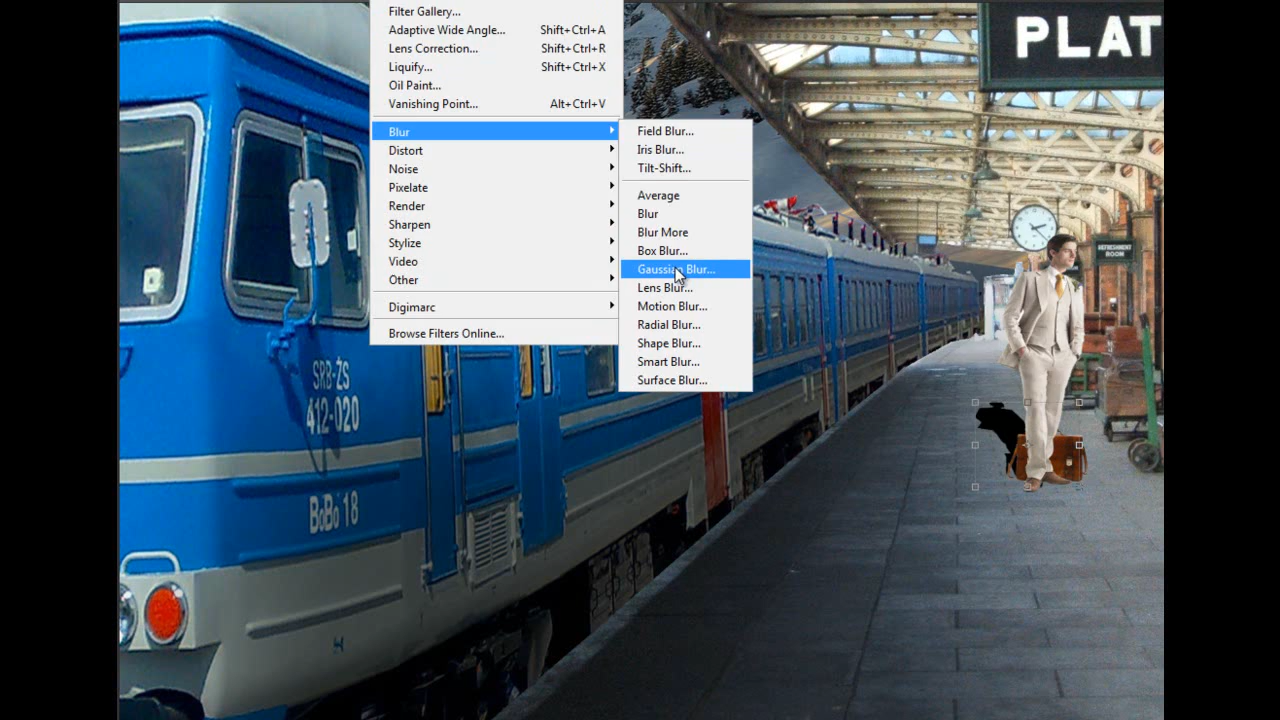 Filter Gallery...
Adaptive Wide Angle... Shift+Ctrl+A
Lens Correction... Shift+Ctrl+R
Liquify... Shift+Ctrl+X
Oil Paint...
Vanishing Point... Alt+Ctrl+V
Blur
Distort
Noise
Pixelate
Render
Sharpen
Stylize
Video
Other
Digimarc
Browse Filters Online...
Field Blur...
Iris Blur...
Tilt-Shift...
Average
Blur
Blur More
Box Blur...
Gaussian Blur...
Lens Blur...
Motion Blur...
Radial Blur...
Shape Blur...
Smart Blur...
Surface Blur...
PLAT
REFRESHMENT
ROOM
SRB-ŽS
412-020
BoBo 18